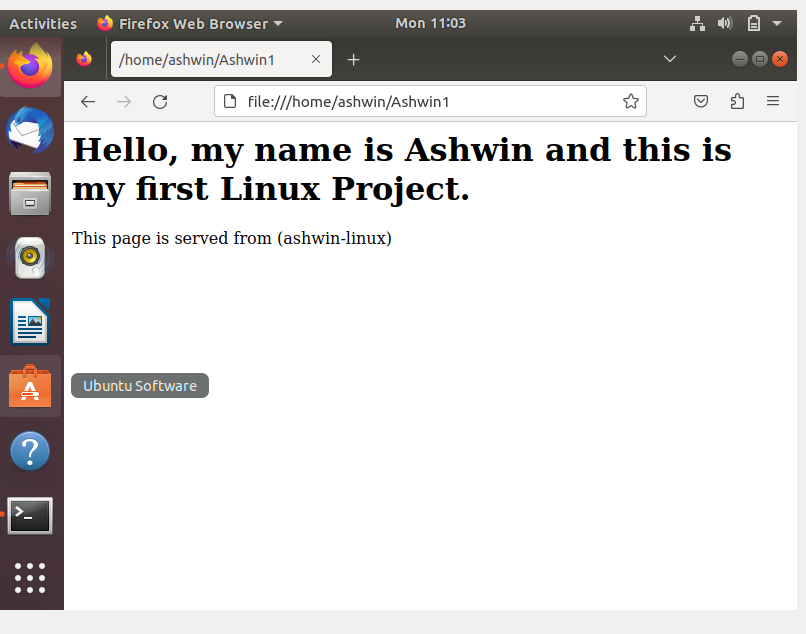 Activities Firefox Web Browser Mon 11:03
/home/ashwin/Ashwin1
file:///home/ashwin/Ashwin1
Hello, my name is Ashwin and this is
my first Linux Project.
This page is served from (ashwin-linux)
Ubuntu Software